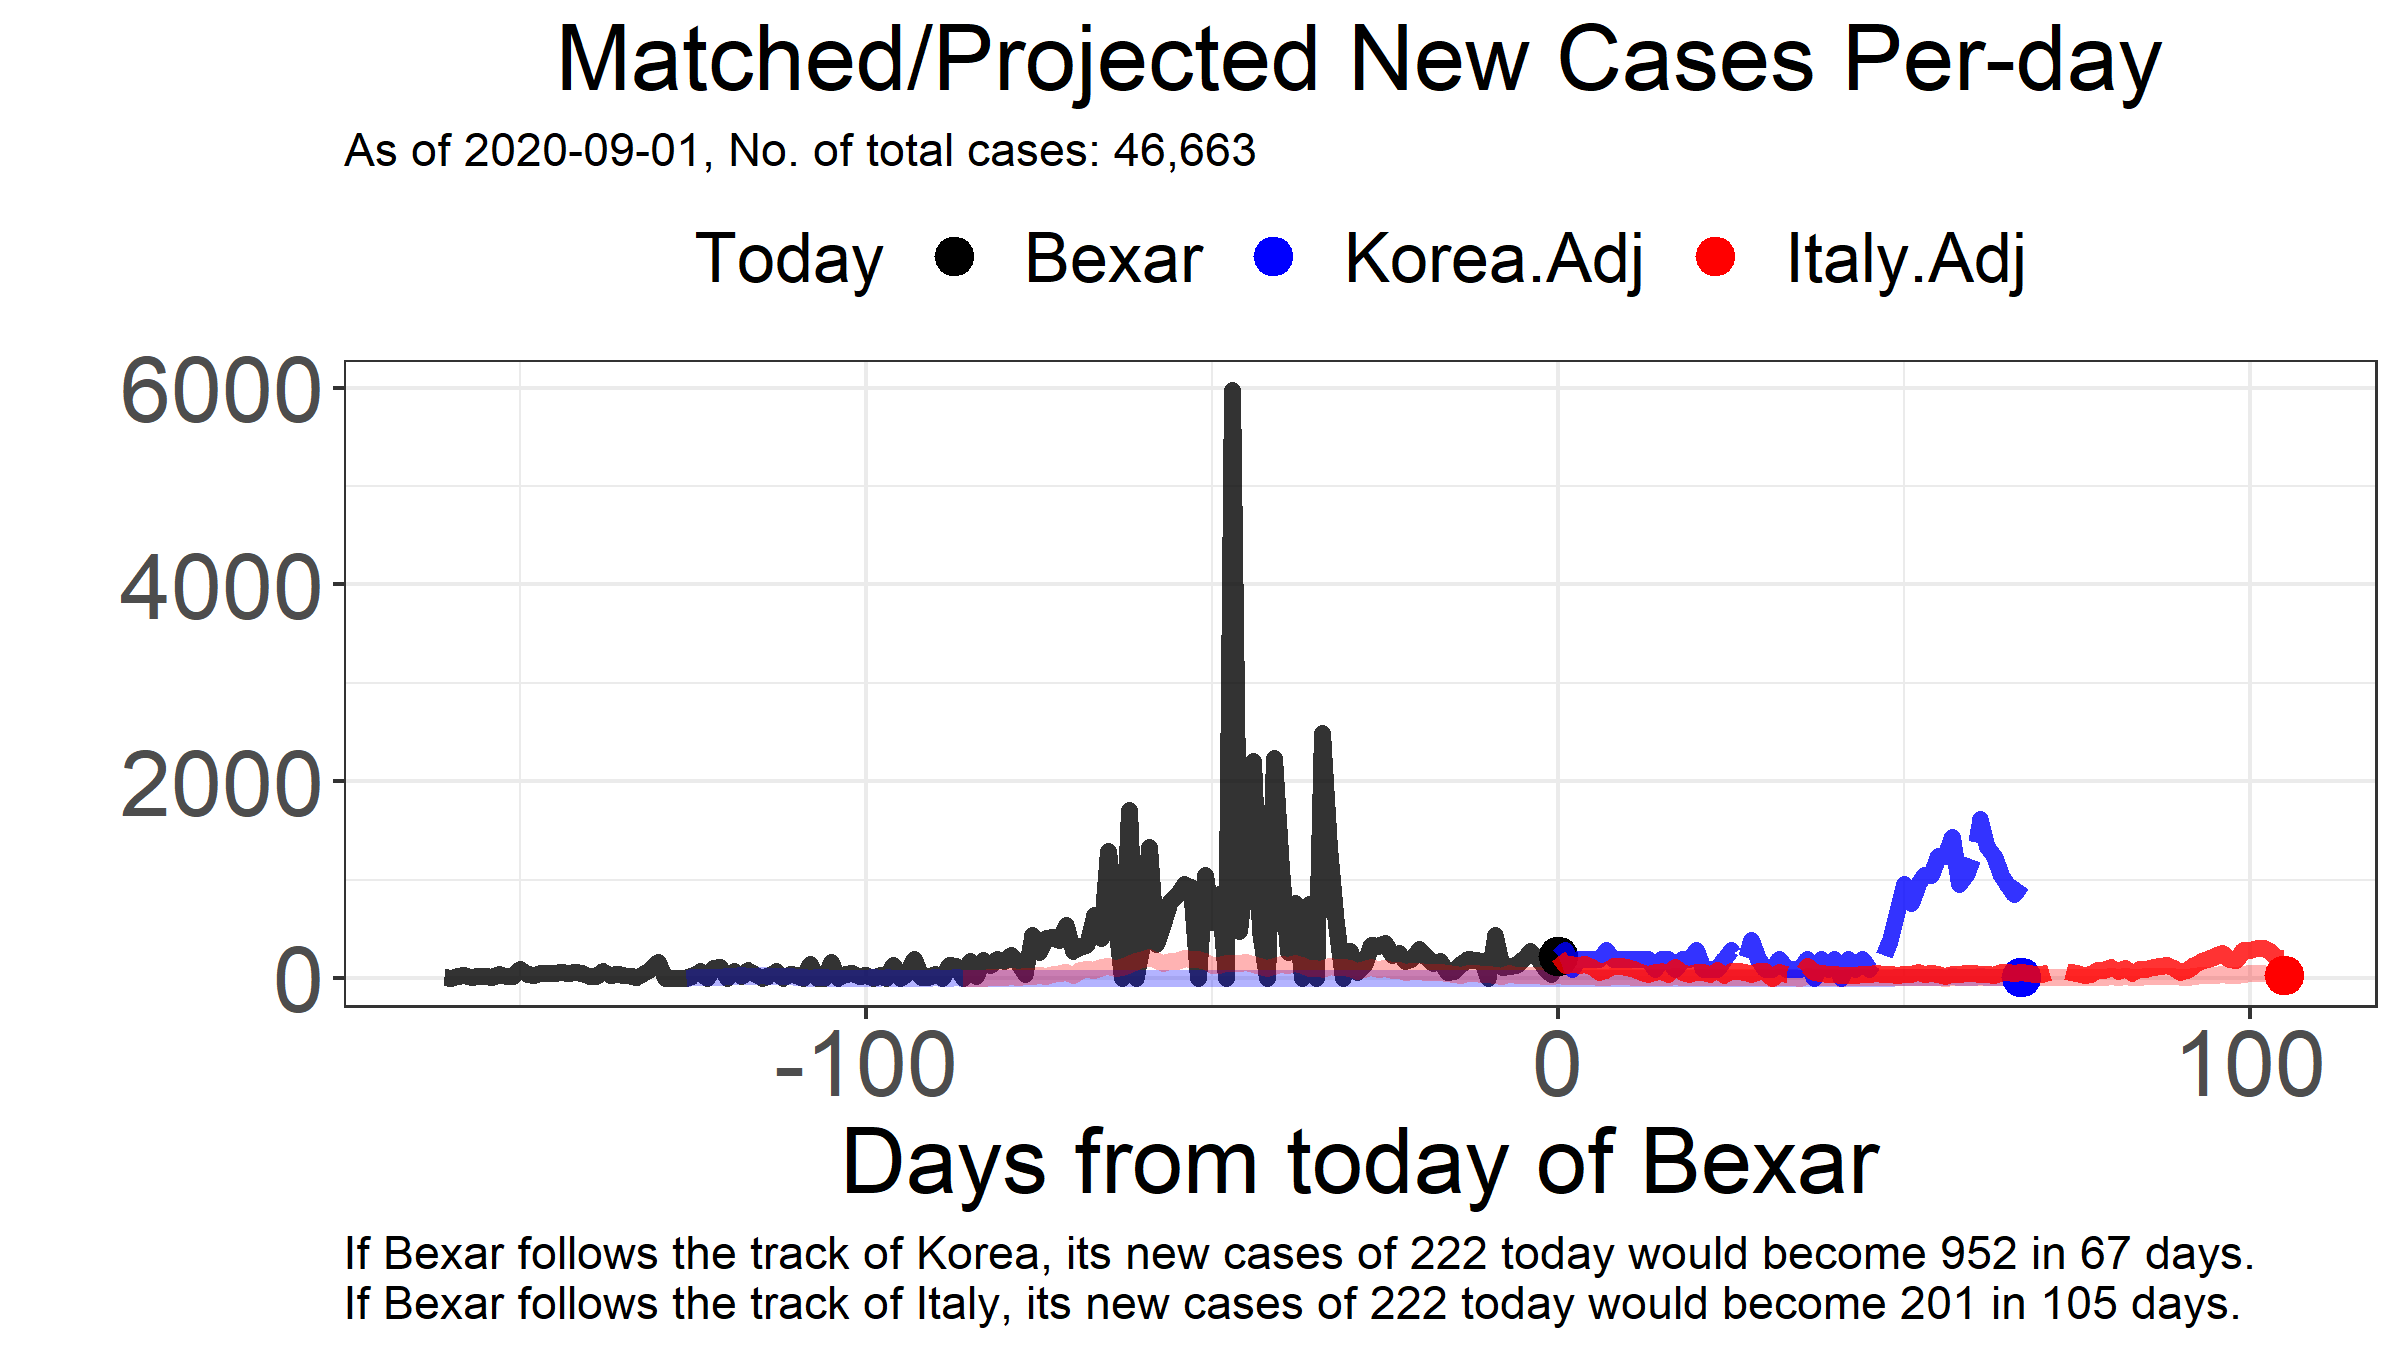 Matched/Projected New Cases Per-day
As of 2020-09-01, No. of total cases: 46,663
Today Bexar Korea.Adj Italy.Adj
6000
4000
2000
0
-100 0 100
Days from today of Bexar
If Bexar follows the track of Korea, its new cases of 222 today would become 952 in 67 days.
If Bexar follows the track of Italy, its new cases of 222 today would become 201 in 105 days.